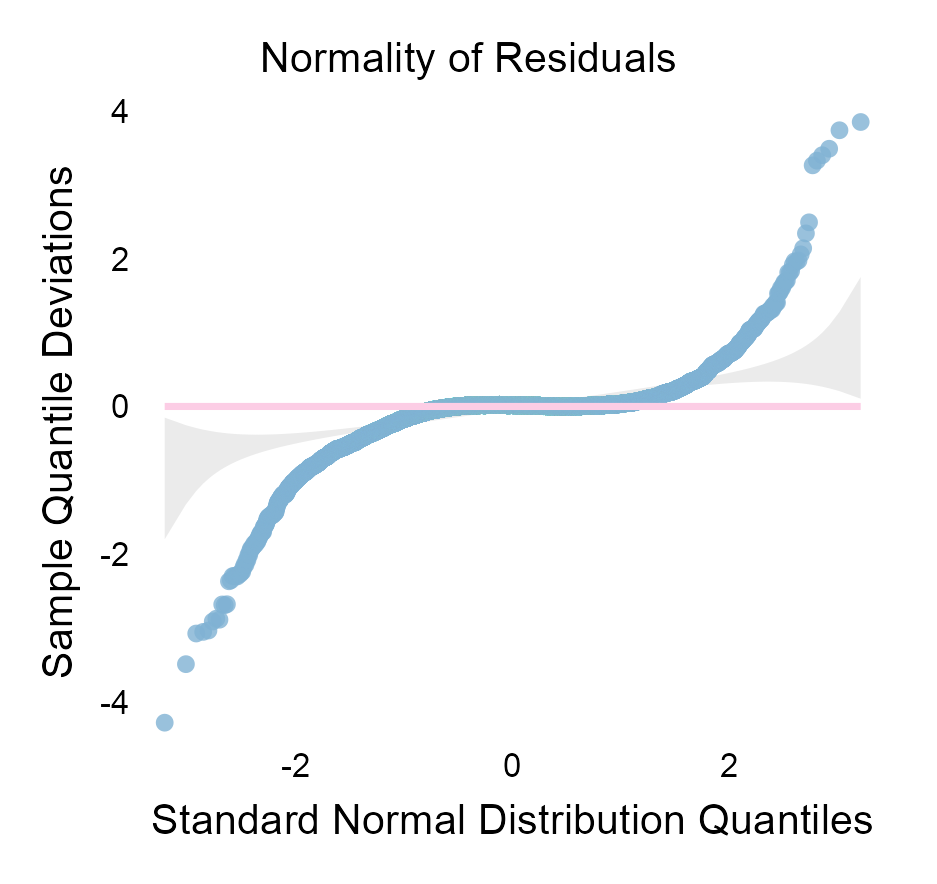 Normality of Residuals
Sample Quantile Deviations
4
2
0
-2
-4
-2
0
2
Standard Normal Distribution Quantiles